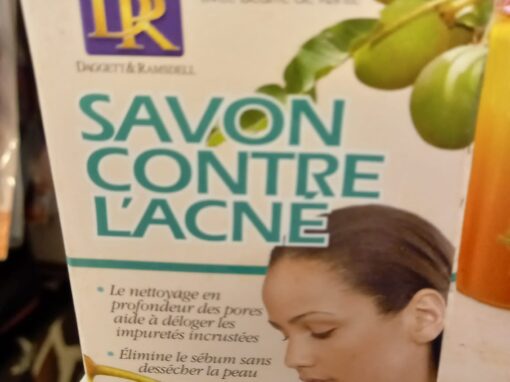 DR
DAGGETT & RAMSDELL
SAVON
CONTRE
L'ACNÉ
• Le nettoyage en
profondeur des pores
aide à déloger les
impuretés incrustées
• Élimine le sébum sans
dessécher la peau